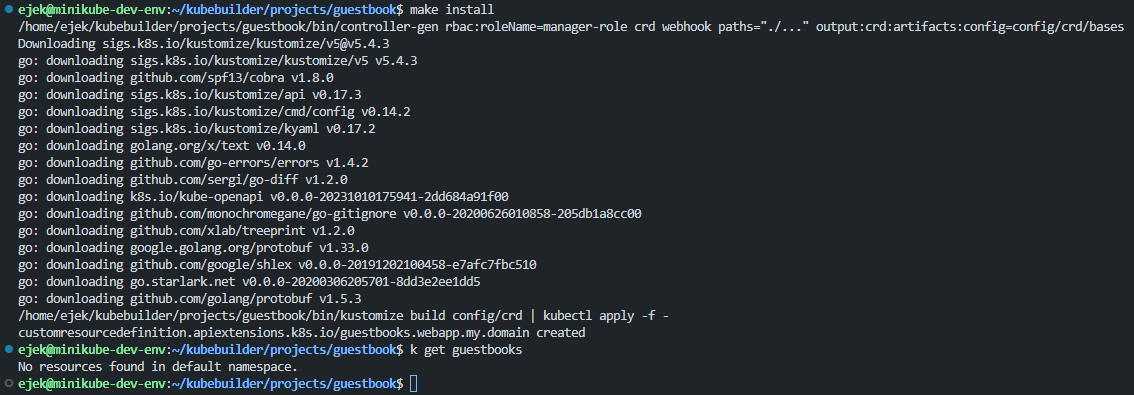 ejek@minikube-dev-env:~/kubebuilder/projects/guestbook$ make install
/home/ejek/kubebuilder/projects/guestbook/bin/controller-gen rbac:roleName=manager-role crd webhook paths="./..." output:crd:artifacts:config=config/crd/bases
Downloading sigs.k8s.io/kustomize/kustomize/v5@v5.4.3
go: downloading sigs.k8s.io/kustomize/kustomize/v5 v5.4.3
go: downloading github.com/spf13/cobra v1.8.0
go: downloading sigs.k8s.io/kustomize/api v0.17.3
go: downloading sigs.k8s.io/kustomize/cmd/config v0.14.2
go: downloading sigs.k8s.io/kustomize/kyaml v0.17.2
go: downloading golang.org/x/text v0.14.0
go: downloading github.com/go-errors/errors v1.4.2
go: downloading github.com/sergi/go-diff v1.2.0
go: downloading k8s.io/kube-openapi v0.0.0-20231010175941-2dd684a91f00
go: downloading github.com/monochromegane/go-gitignore v0.0.0-20200626010858-205db1a8cc00
go: downloading github.com/xlab/treeprint v1.2.0
go: downloading google.golang.org/protobuf v1.33.0
go: downloading github.com/google/shlex v0.0.0-20191202100458-e7afc7fbc510
go: downloading go.starlark.net v0.0.0-20200306205701-8dd3e2ee1dd5
go: downloading github.com/golang/protobuf v1.5.3
/home/ejek/kubebuilder/projects/guestbook/bin/kustomize build config/crd | kubectl apply -f -
customresourcedefinition.apiextensions.k8s.io/guestbooks.webapp.my.domain created
ejek@minikube-dev-env:~/kubebuilder/projects/guestbook$ k get guestbooks
No resources found in default namespace.
ejek@minikube-dev-env:~/kubebuilder/projects/guestbook$